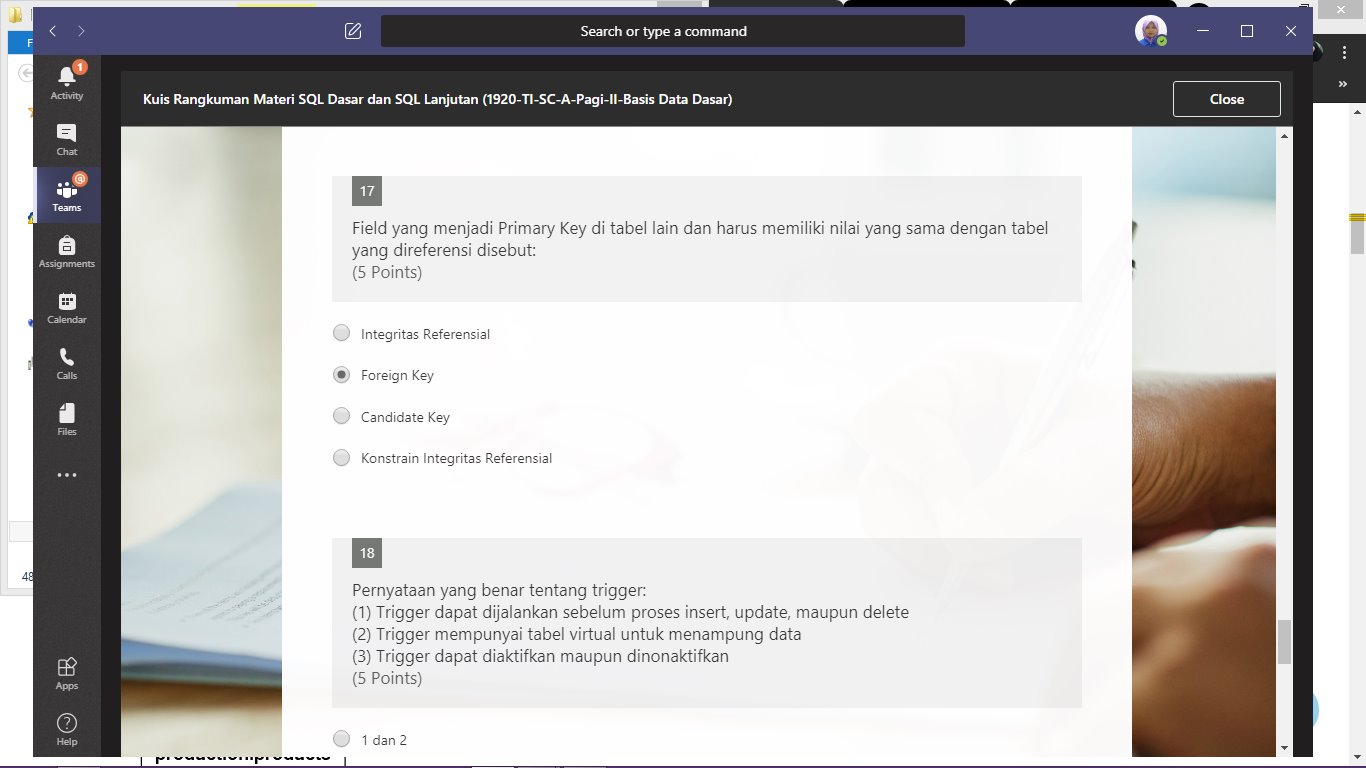 F
Search or type a command
1
Activity
Chat
Teams
Assignments
Calendar
Calls
Files
Apps
Help
Kuis Rangkuman Materi SQL Dasar dan SQL Lanjutan (1920-TI-SC-A-Pagi-II-Basis Data Dasar)
Close
17
Field yang menjadi Primary Key di tabel lain dan harus memiliki nilai yang sama dengan tabel
yang direferensi disebut:
(5 Points)
Integritas Referensial
Foreign Key
Candidate Key
Konstrain Integritas Referensial
18
Pernyataan yang benar tentang trigger:
(1) Trigger dapat dijalankan sebelum proses insert, update, maupun delete
(2) Trigger mempunyai tabel virtual untuk menampung data
(3) Trigger dapat diaktifkan maupun dinonaktifkan
(5 Points)
1 dan 2
48